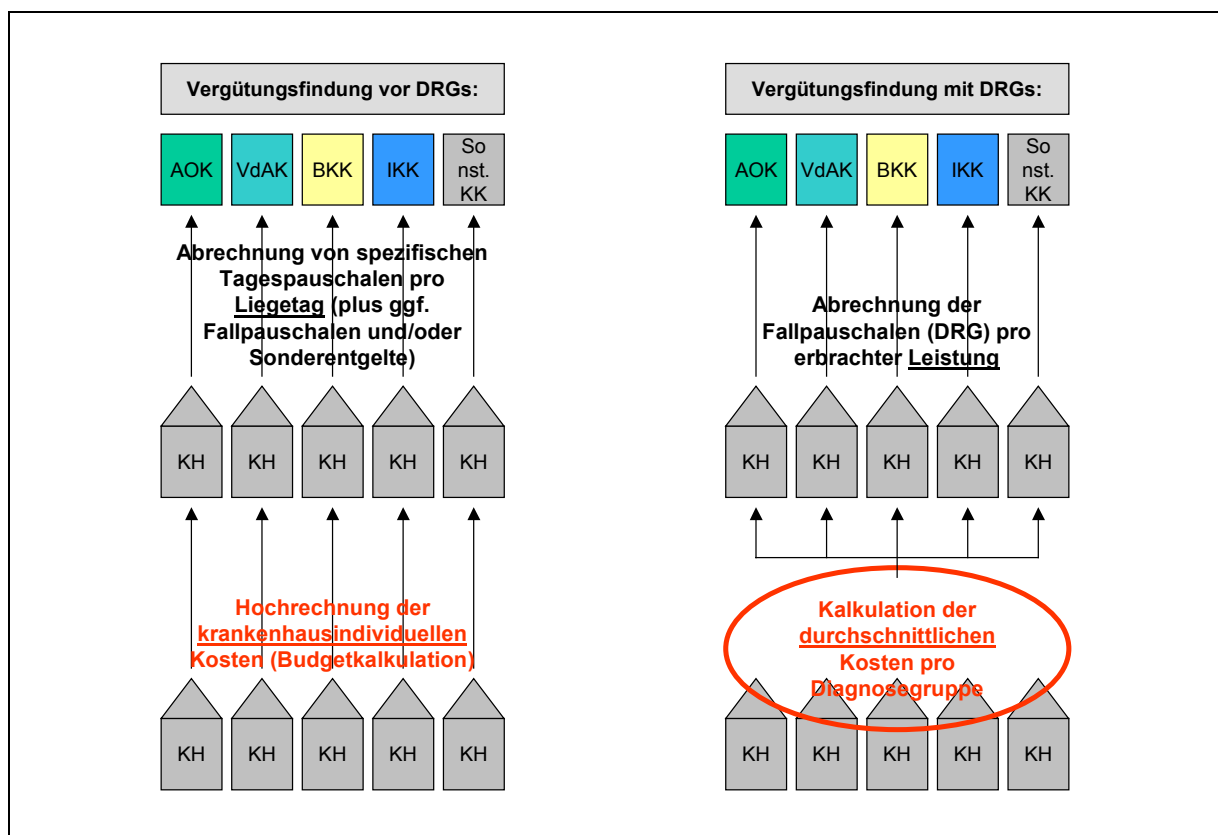 Vergütungsfindung vor DRGs:
AOK
VdAK
BKK
IKK
So
nst.
KK
Abrechnung von spezifischen
Tagespauschalen pro
Liegetag (plus ggf.
Fallpauschalen und/oder
Sonderentgelte)
KH
KH
KH
KH
KH
Hochrechnung der
krankenhausindividuellen
Kosten (Budgetkalkulation)
KH
KH
KH
KH
KH
Vergütungsfindung mit DRGs:
AOK
VdAK
BKK
IKK
So
nst.
KK
Abrechnung der
Fallpauschalen (DRG) pro
erbrachter Leistung
KH
KH
KH
KH
KH
Kalkulation der
durchschnittlichen
Kosten pro
Diagnosegruppe
KH
KH
KH
KH
KH